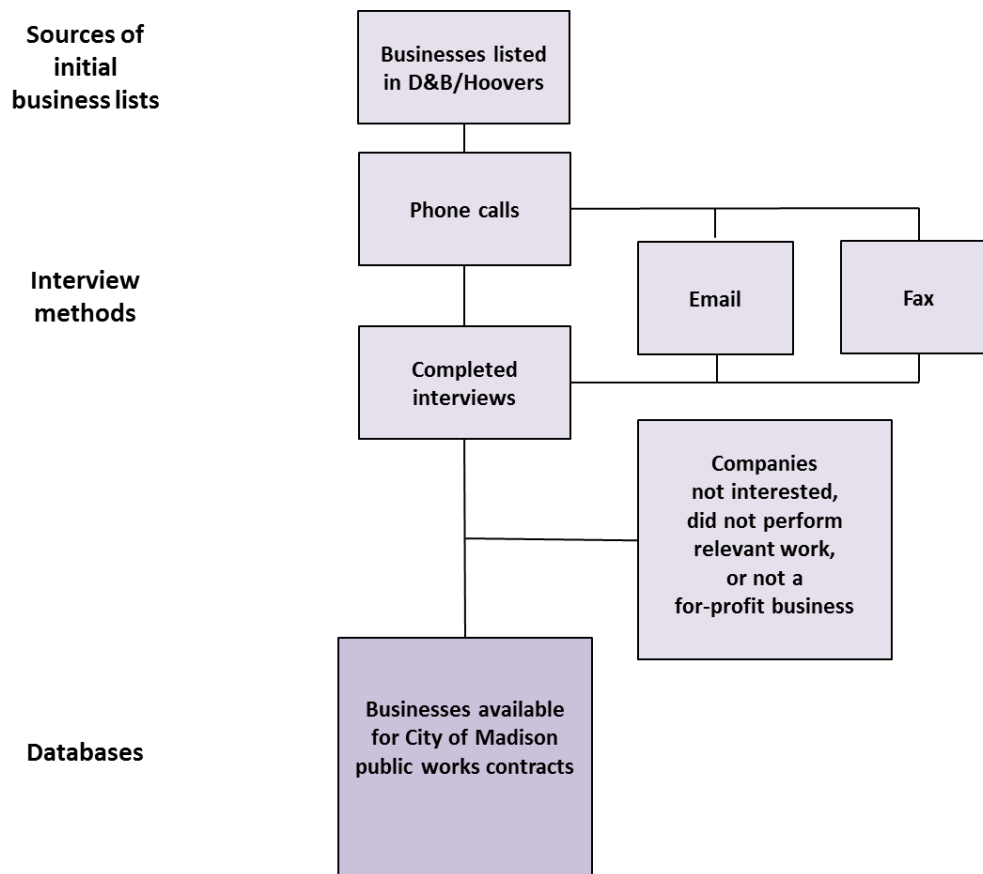 Sources of
initial
business lists
Businesses listed
in D&B/Hoovers
Phone calls
Interview
methods
Email
Fax
Completed
interviews
Companies
not interested,
did not perform
relevant work,
or not a
for-profit business
Databases
Businesses available
for City of Madison
public works contracts